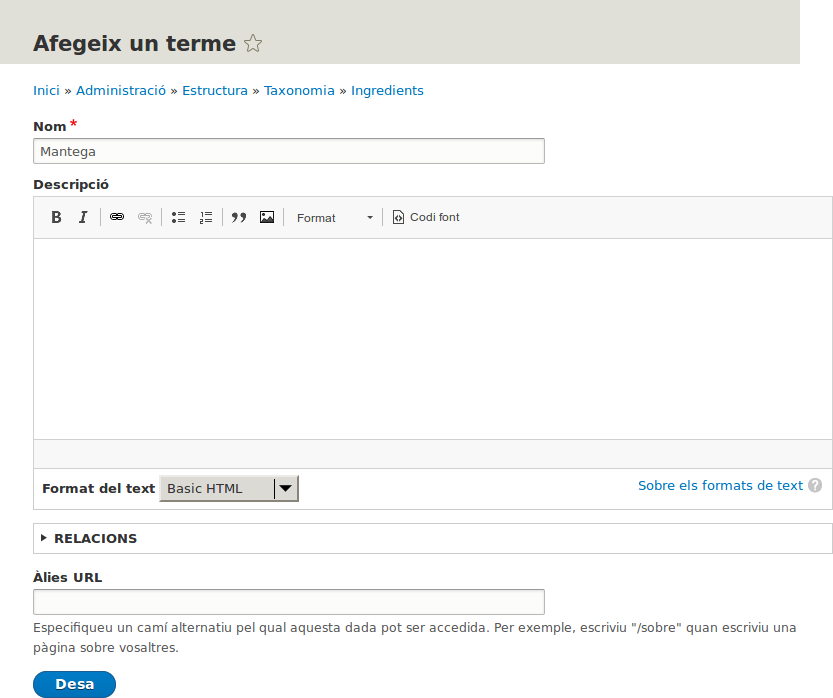 Afegeix un terme
Inici » Administració » Estructura » Taxonomia » Ingredients
Nom *
Mantega
Descripció
B I Format Codi font
Format del text Basic HTML Sobre els formats de text ?
RELACIONS
Àlies URL
Especifiqueu un camí alternatiu pel qual aquesta dada pot ser accedida. Per exemple, escriviu "/sobre" quan escriviu una
pàgina sobre vosaltres.
Desa